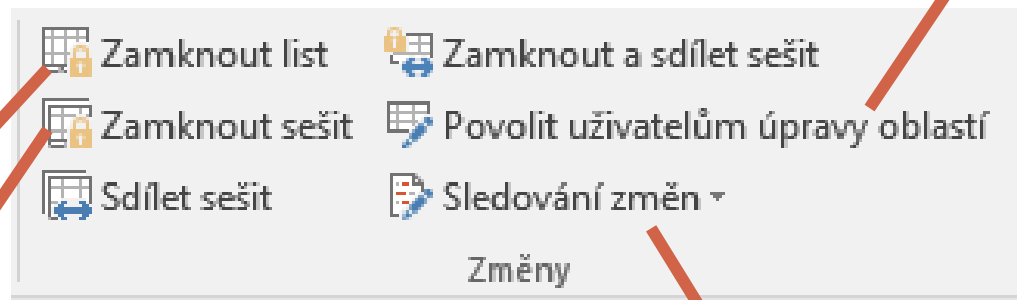 Zamknout list
Zamknout sešit
Sdílet sešit
Zamknout a sdílet sešit
Povolit uživatelům úpravy oblastí
Sledování změn
Změny